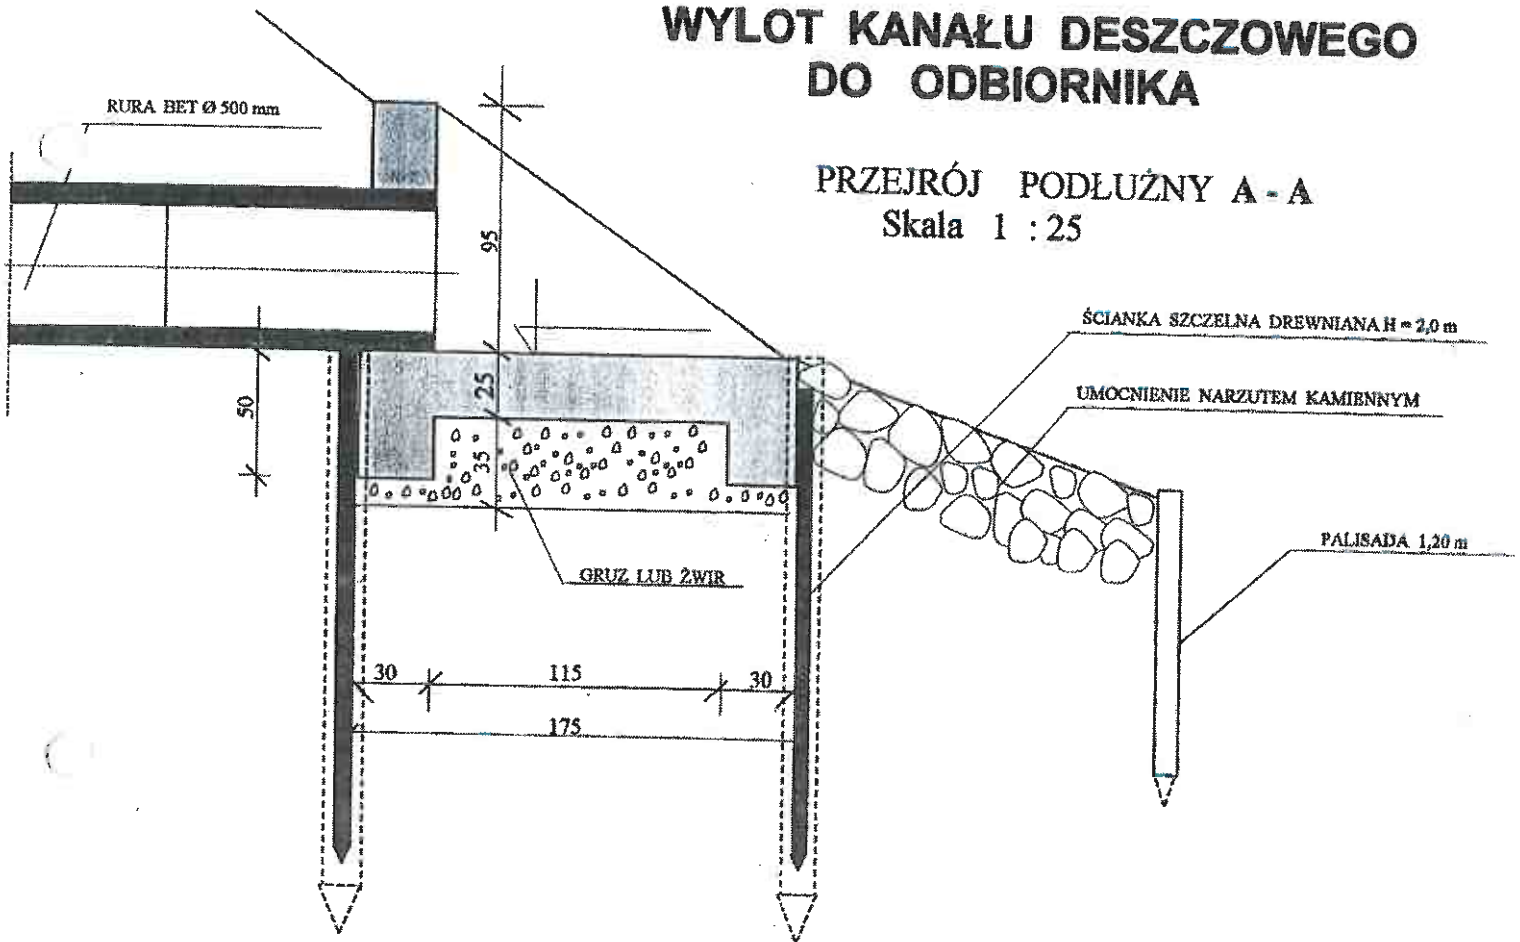 WYLOT KANAŁU DESZCZOWEGO
DO ODBIORNIKA
RURA BET Ø 500 mm
PRZEJRÓJ PODŁUŻNY A - A
Skala 1 : 25
95
ŚCIANKA SZCZELNA DREWNIANA H = 2,0 m
UMOCNIENIE NARZUTEM KAMIENNYM
50
25
35
PALISADA 1,20 m
GRUZ LUB ŻWIR
30
115
30
175